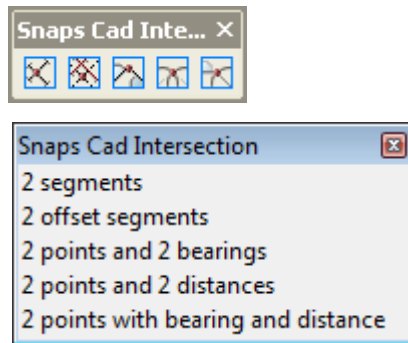 Snaps Cad Inte...
Snaps Cad Intersection
2 segments
2 offset segments
2 points and 2 bearings
2 points and 2 distances
2 points with bearing and distance